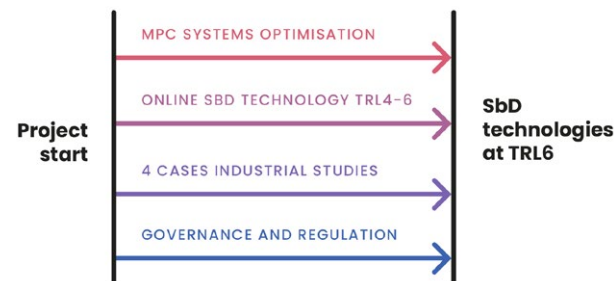 Project
start
MPC SYSTEMS OPTIMISATION
ONLINE SBD TECHNOLOGY TRL4-6
4 CASES INDUSTRIAL STUDIES
GOVERNANCE AND REGULATION
SbD
technologies
at TRL6